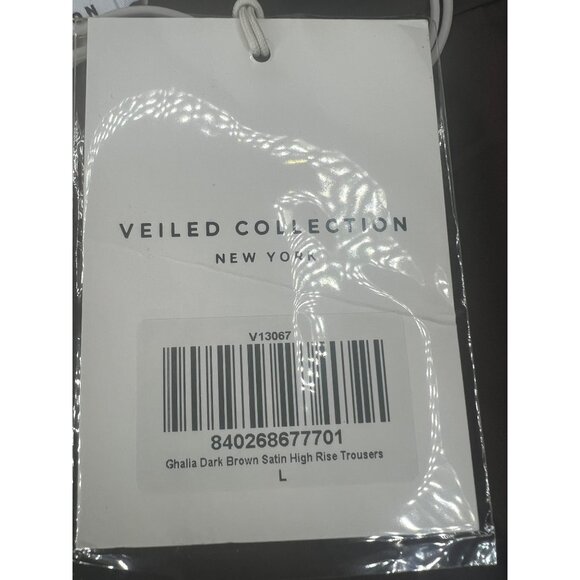 VEILED COLLECTION
NEW YORK
V13067
840268677701
Ghalia Dark Brown Satin High Rise Trousers
L